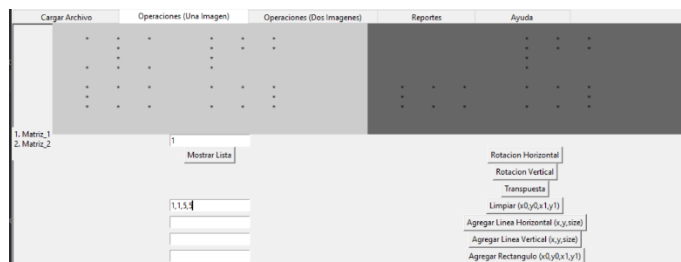 Cargar Archivo Operaciones (Una Imagen) Operaciones (Dos Imagenes) Reportes Ayuda
1. Matriz_1
2. Matriz_2
1
Mostrar Lista Rotacion Horizontal
Rotacion Vertical
Transpuesta
1,1,5,5 Limpiar (x0,y0,x1,y1)
Agregar Linea Horizontal (x,y,size)
Agregar Linea Vertical (x,y,size)
Agregar Rectangulo (x0,y0,x1,y1)